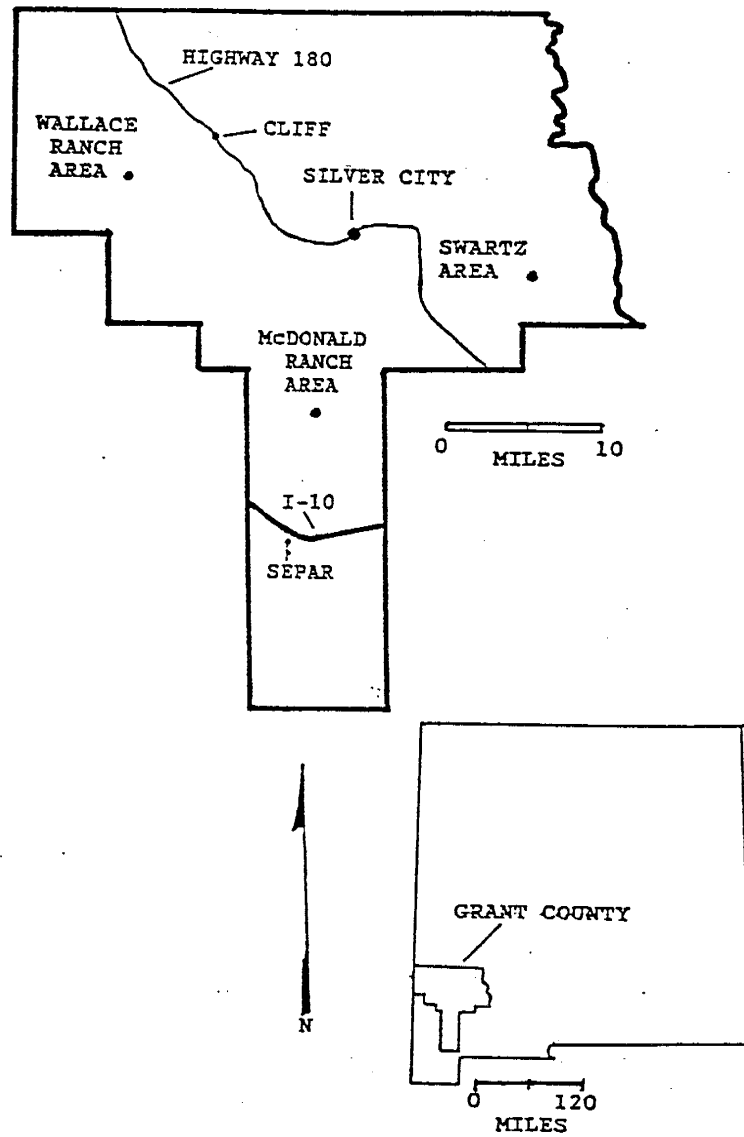 HIGHWAY 180
WALLACE
RANCH
AREA
CLIFF
SILVER CITY
SWARTZ
AREA
McDONALD
RANCH
AREA
0 10
MILES
I-10
SEPAR
GRANT COUNTY
N
0 120
MILES